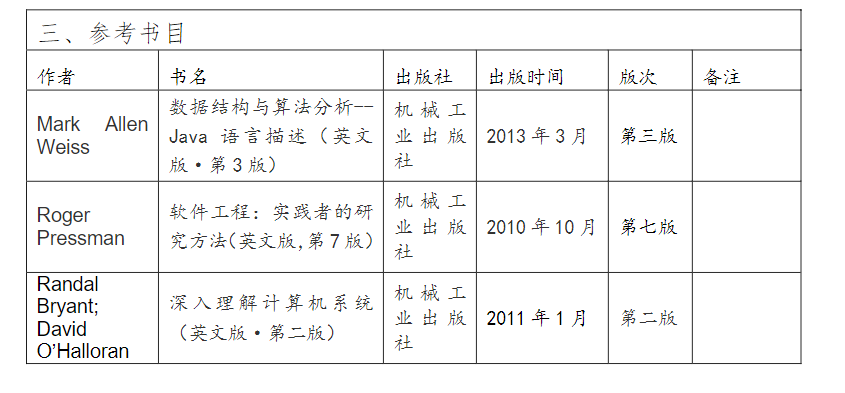 三、参考书目
作者 书名 出版社 出版时间 版次 备注
Mark Allen
Weiss
数据结构与算法分析--
Java 语言描述（英文
版·第 3 版）
机械工
业出版
社
2013 年 3 月
第三版
Roger
Pressman
软件工程：实践者的研
究方法(英文版,第 7 版)
机械工
业出版
社
2010 年 10 月
第七版
Randal
Bryant;
David
O’Halloran
深入理解计算机系统
（英文版·第二版）
机械工
业出版
社
2011 年 1 月
第二版